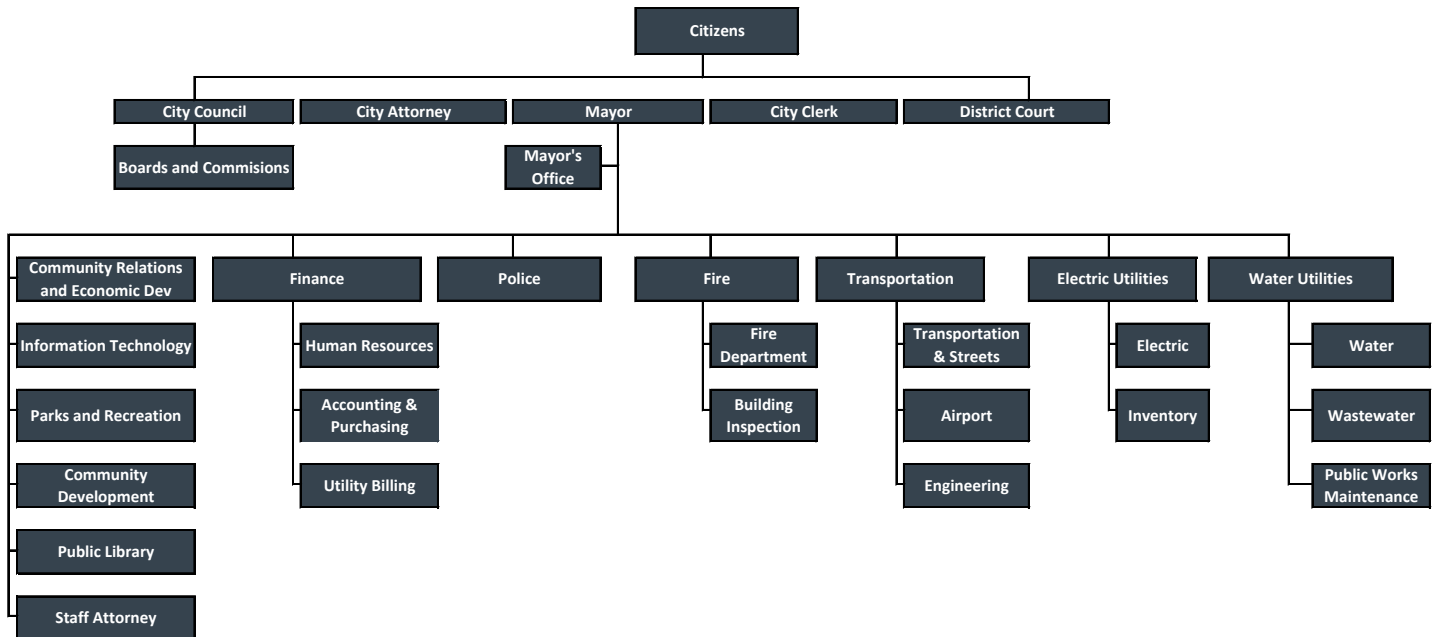 Citizens
City Council
City Attorney
Mayor
City Clerk
District Court
Boards and Commisions
Mayor's
Office
Community Relations
and Economic Dev
Finance
Police
Fire
Transportation
Electric Utilities
Water Utilities
Information Technology
Human Resources
Fire
Department
Transportation
& Streets
Electric
Water
Parks and Recreation
Accounting &
Purchasing
Building
Inspection
Airport
Inventory
Wastewater
Community
Development
Utility Billing
Engineering
Public Works
Maintenance
Public Library
Staff Attorney